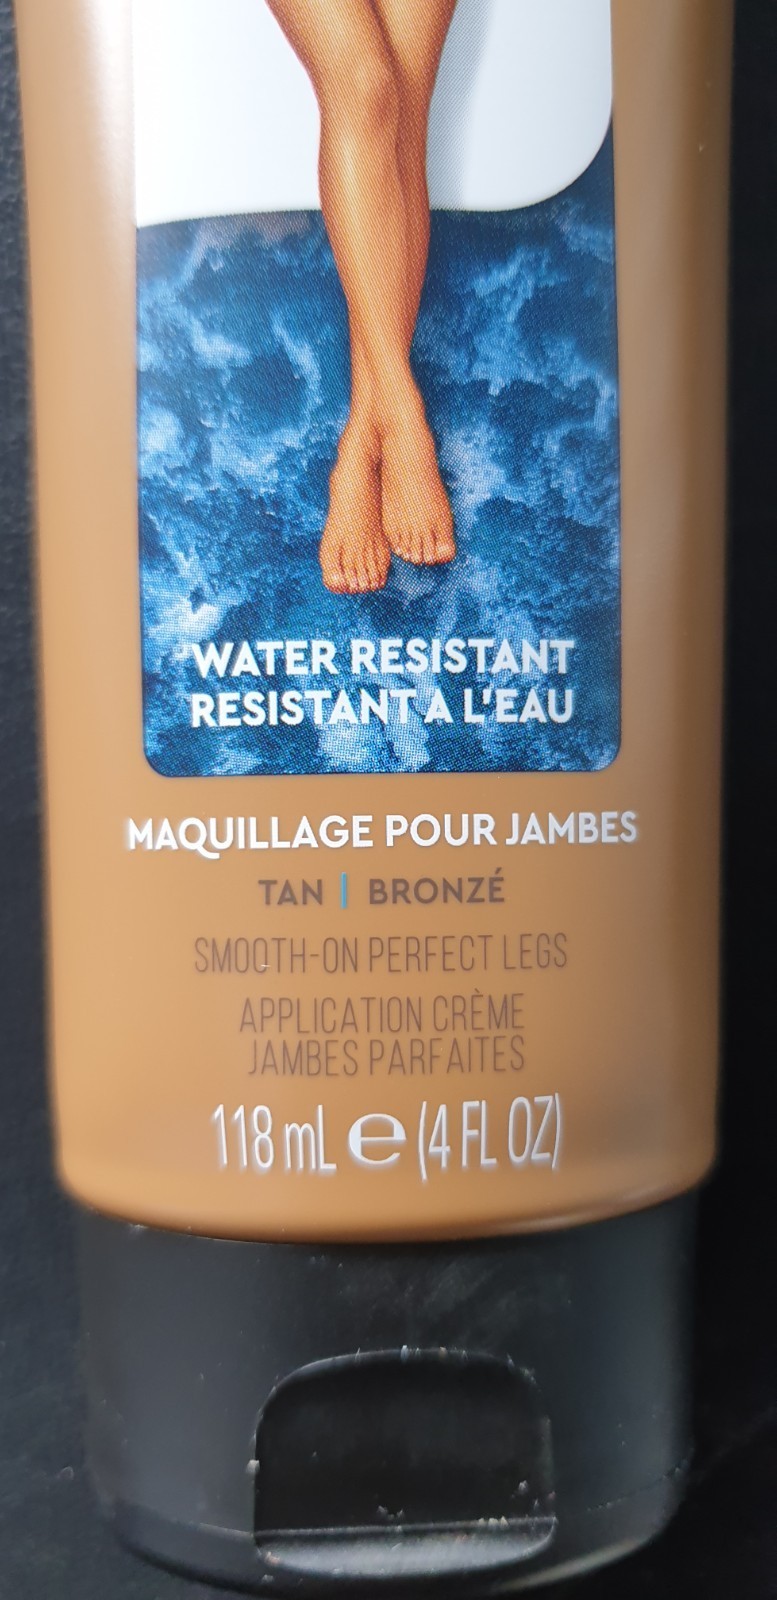 WATER RESISTANT
RESISTANT A L'EAU
MAQUILLAGE POUR JAMBES
TAN | BRONZÉ
SMOOTH-ON PERFECT LEGS
APPLICATION CRÈME
JAMBES PARFAITES
118 mL ℮ (4 FL OZ)